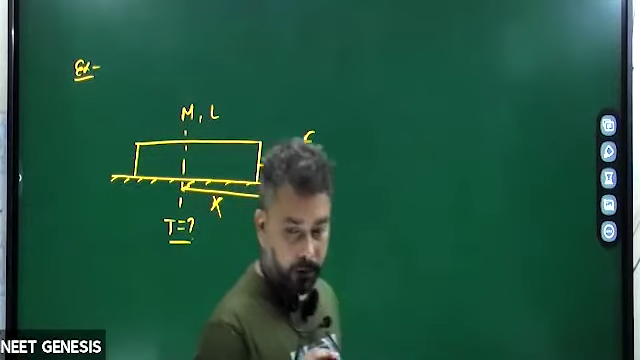 Ex-
M, L
F
x
T=?
NEET GENESIS